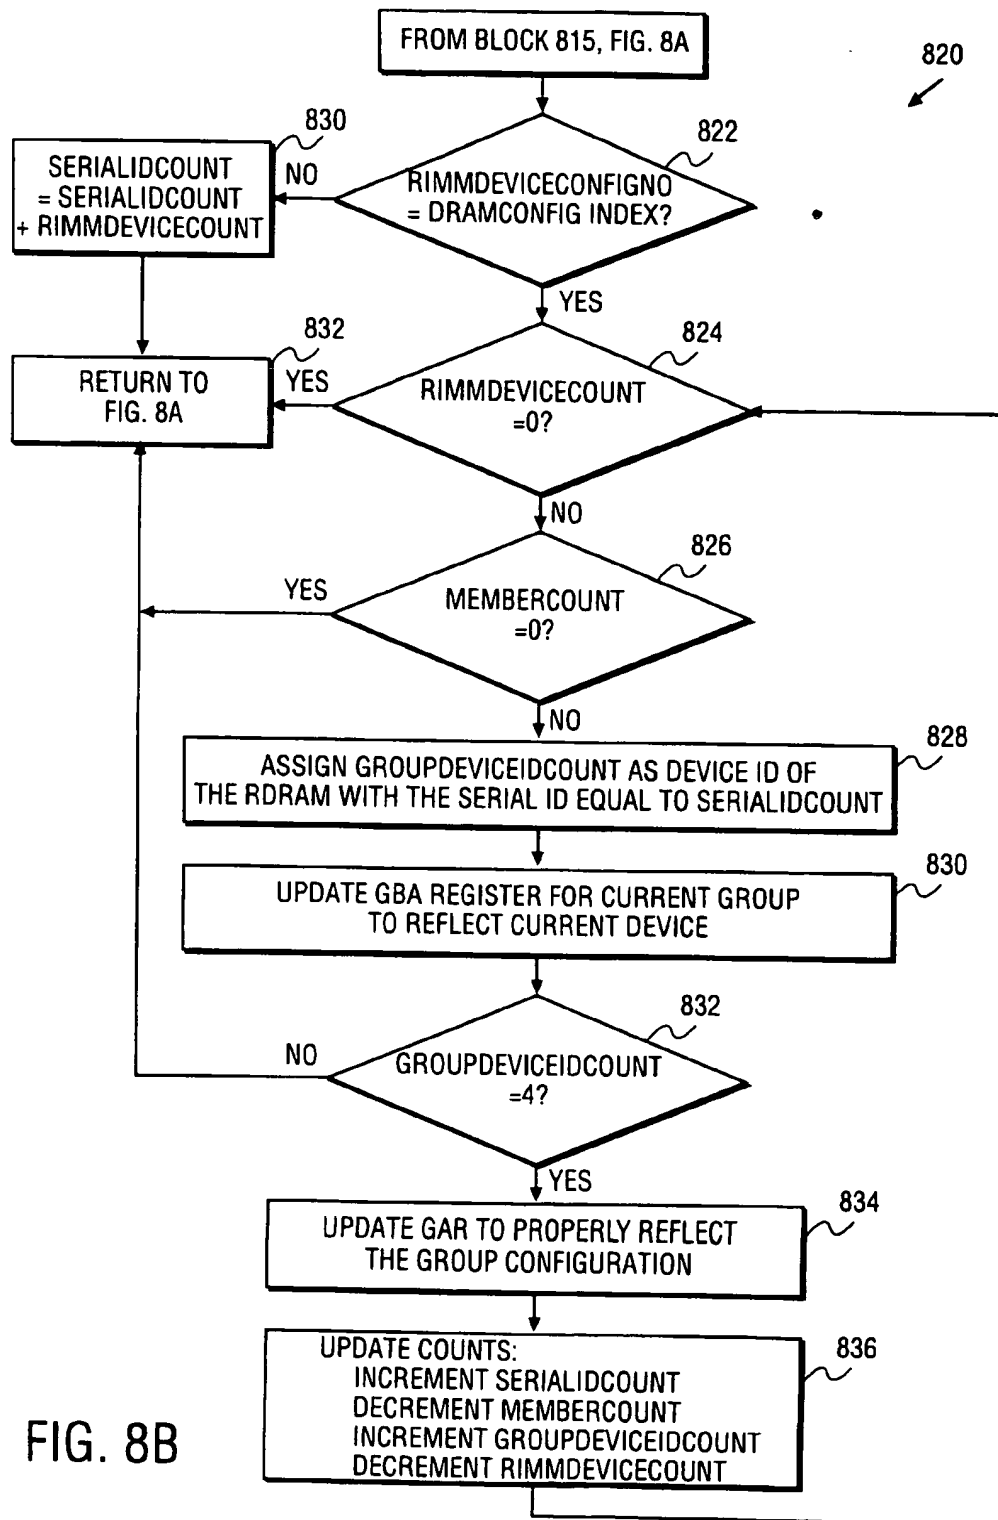 FROM BLOCK 815, FIG. 8A
820
822
RIMMDEVICECONFIGNO
= DRAMCONFIG INDEX?
NO
830
SERIALIDCOUNT
= SERIALIDCOUNT
+ RIMMDEVICECOUNT
YES
824
RIMMDEVICECOUNT
=0?
YES
832
RETURN TO
FIG. 8A
NO
826
MEMBERCOUNT
=0?
YES
NO
828
ASSIGN GROUPDEVICEIDCOUNT AS DEVICE ID OF
THE RDRAM WITH THE SERIAL ID EQUAL TO SERIALIDCOUNT
830
UPDATE GBA REGISTER FOR CURRENT GROUP
TO REFLECT CURRENT DEVICE
832
GROUPDEVICEIDCOUNT
=4?
NO
YES
834
UPDATE GAR TO PROPERLY REFLECT
THE GROUP CONFIGURATION
836
UPDATE COUNTS:
INCREMENT SERIALIDCOUNT
DECREMENT MEMBERCOUNT
INCREMENT GROUPDEVICEIDCOUNT
DECREMENT RIMMDEVICECOUNT
FIG. 8B